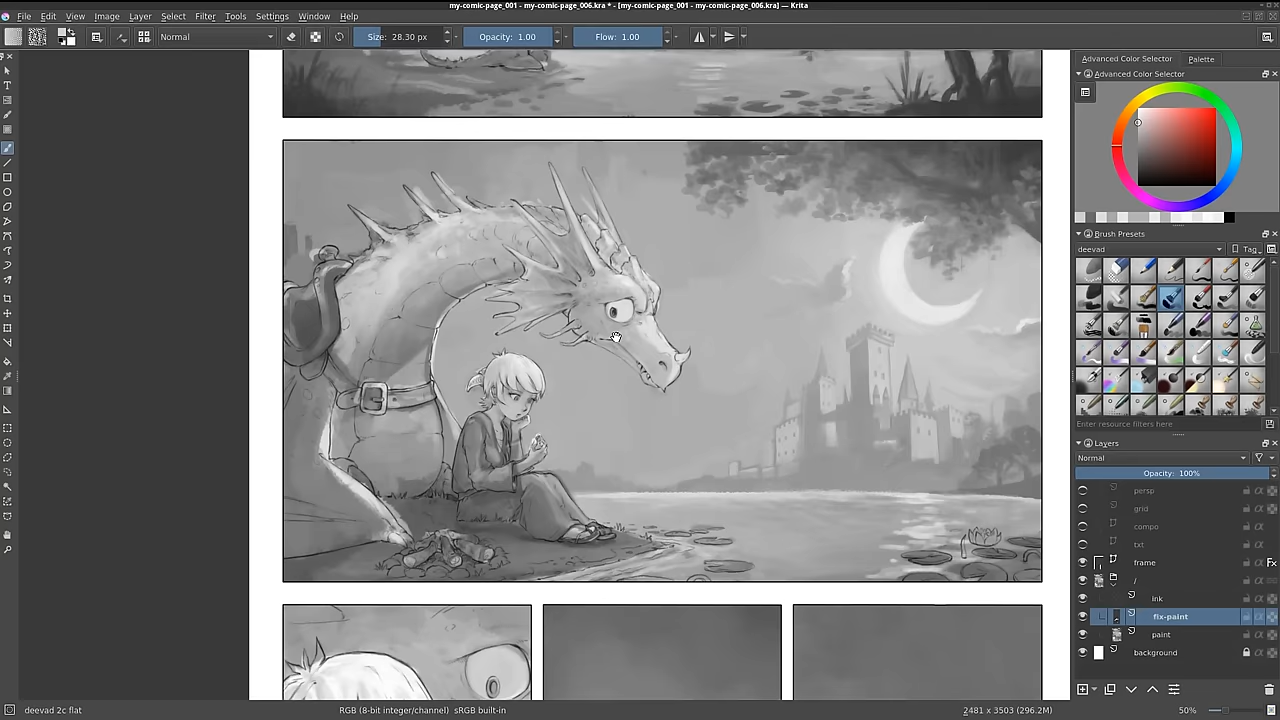 my-comic-page_001 - my-comic-page_006.kra * - [my-comic-page_001 - my-comic-page_006.kra] — Krita
File Edit View Image Layer Select Filter Tools Settings Window Help
Normal Size: 28.30 px Opacity: 1.00 Flow: 1.00
Advanced Color Selector Palette
Advanced Color Selector
Brush Presets
deevad Tag
Enter resource filters here
Layers
Normal
Opacity: 100%
persp
grid
compo
txt
frame
/
ink
fix-paint
paint
background
deevad 2c flat RGB (8-bit integer/channel) sRGB built-in 2481 x 3503 (296.2M) 50%